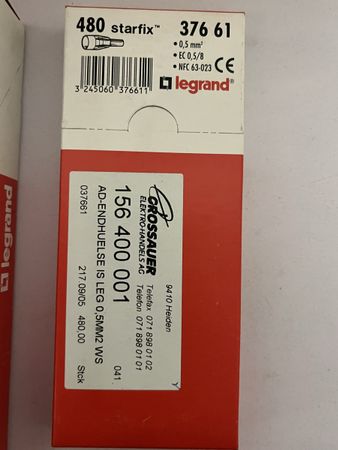 480 starfix™ 376 61
• 0,5 mm²
• EC 0,5/8
• NFC 63-023 CE
3 245060 376611
legrand
CROSSAUER
ELEKTRO-HANDELS AG
9410 Heiden
Telefax 071 898 01 02
Telefon 071 898 01 01
156 400 001
041
AD-ENDHUELSE IS LEG 0,5MM2 WS
037661
217.09/05
480,00
Stck
Y
legrand